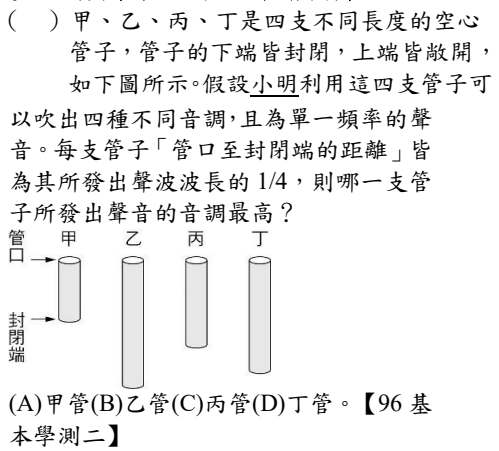 (　) 甲、乙、丙、丁是四支不同長度的空心
管子，管子的下端皆封閉，上端皆敞開，
如下圖所示。假設小明利用這四支管子可
以吹出四種不同音調，且為單一頻率的聲
音。每支管子「管口至封閉端的距離」皆
為其所發出聲波波長的 1/4，則哪一支管
子所發出聲音的音調最高？
管口 甲 乙 丙 丁
封閉端
(A)甲管(B)乙管(C)丙管(D)丁管。【96 基
本學測二】